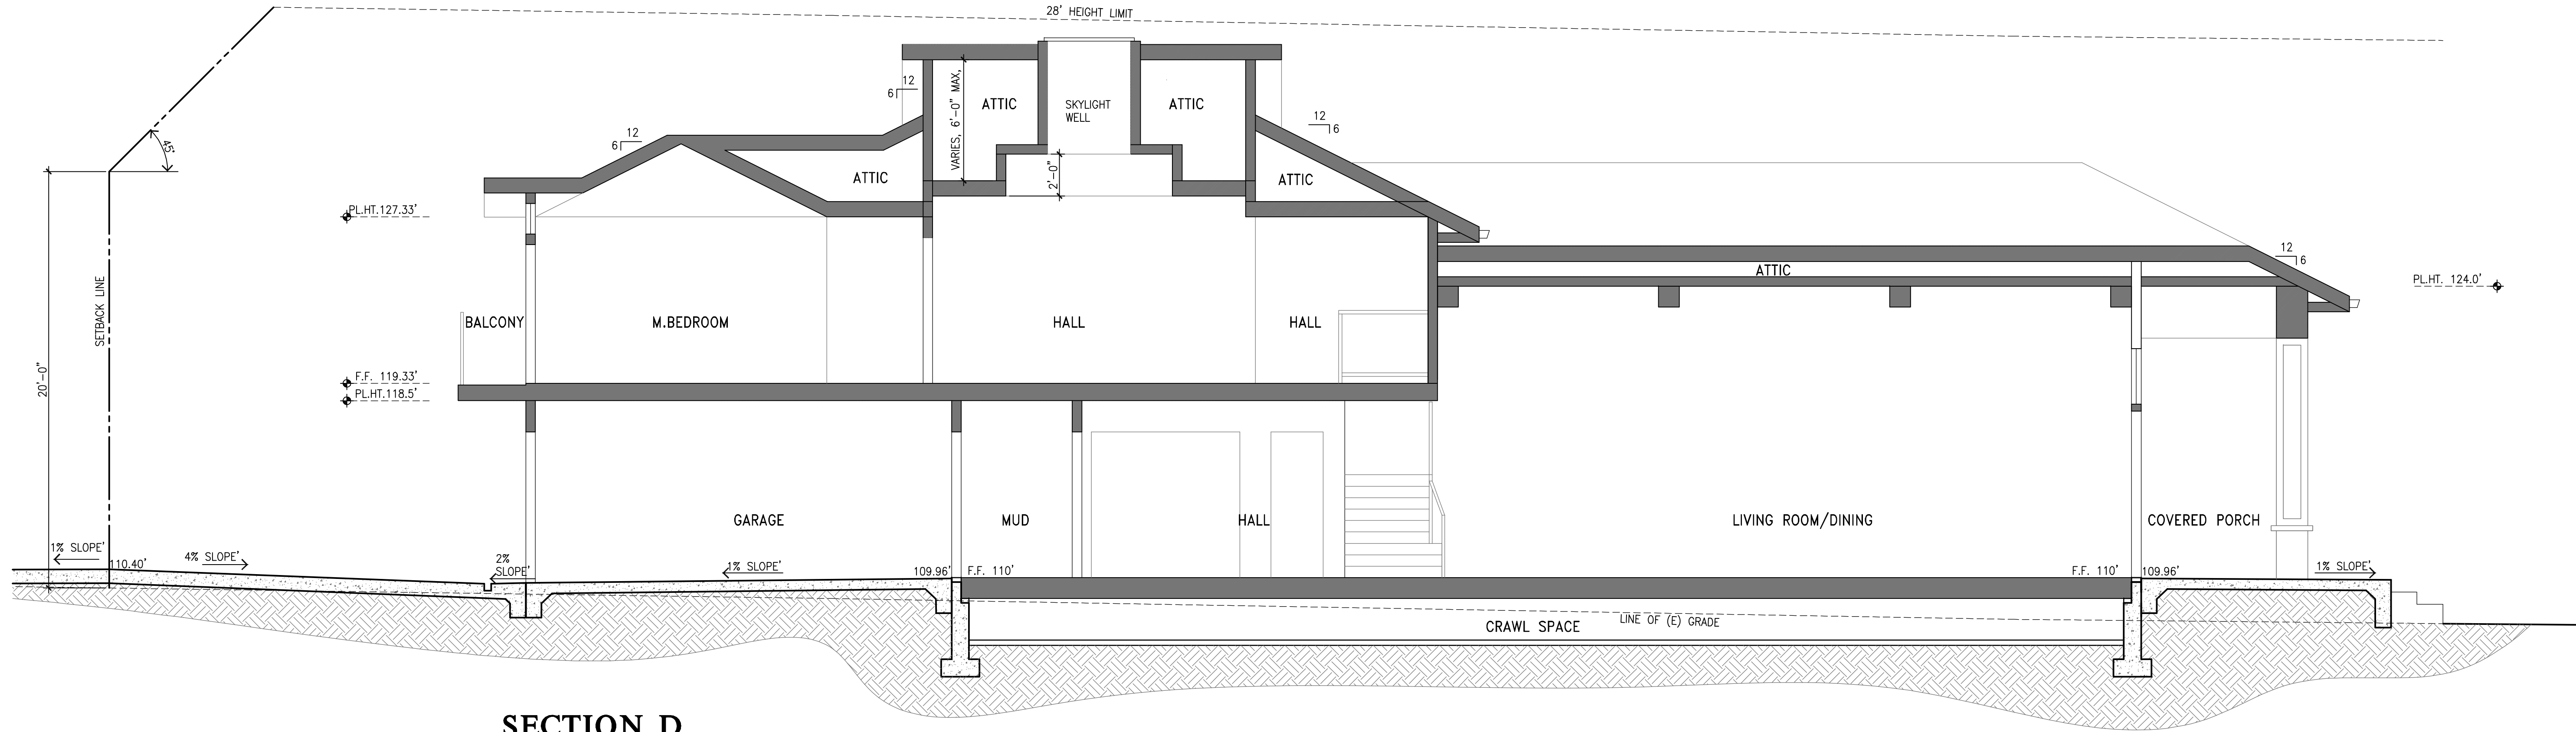 28' HEIGHT LIMIT
12
6
VARIES, 6'-0" MAX,
ATTIC
SKYLIGHT
WELL
ATTIC
12
6
12
6
45°
ATTIC
2'-0"
ATTIC
PL.HT.127.33'
12
6
ATTIC
PL.HT. 124.0'
SETBACK LINE
20'-0"
BALCONY
M.BEDROOM
HALL
HALL
F.F. 119.33'
PL.HT.118.5'
GARAGE
MUD
HALL
LIVING ROOM/DINING
COVERED PORCH
1% SLOPE'
110.40'
4% SLOPE'
2%
SLOPE'
1% SLOPE'
109.96'
F.F. 110'
F.F. 110'
109.96'
1% SLOPE'
CRAWL SPACE
LINE OF (E) GRADE
SECTION D